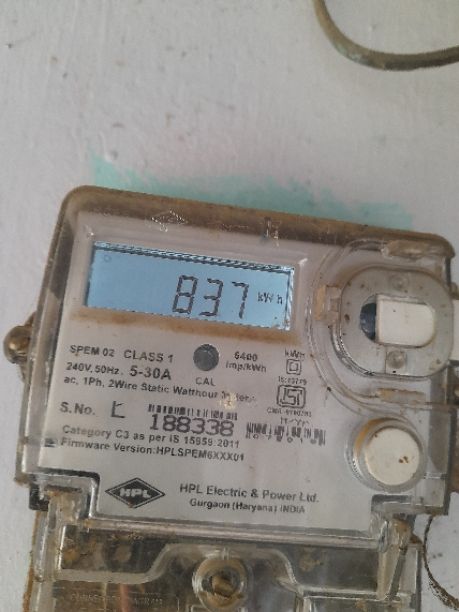 837 kWh
SPEM 02 CLASS 1
6400
imp/kWh
kWh
240V, 50Hz, 5-30A
CAL
ac, 1Ph, 2Wire Static Watthour
S.No.
188338
Category C3 as per IS 15959 2011
Firmware Version:HPLSPEM6XXX01
HPL
HPL Electric & Power Ltd.
Gurgaon (Haryana) INDIA